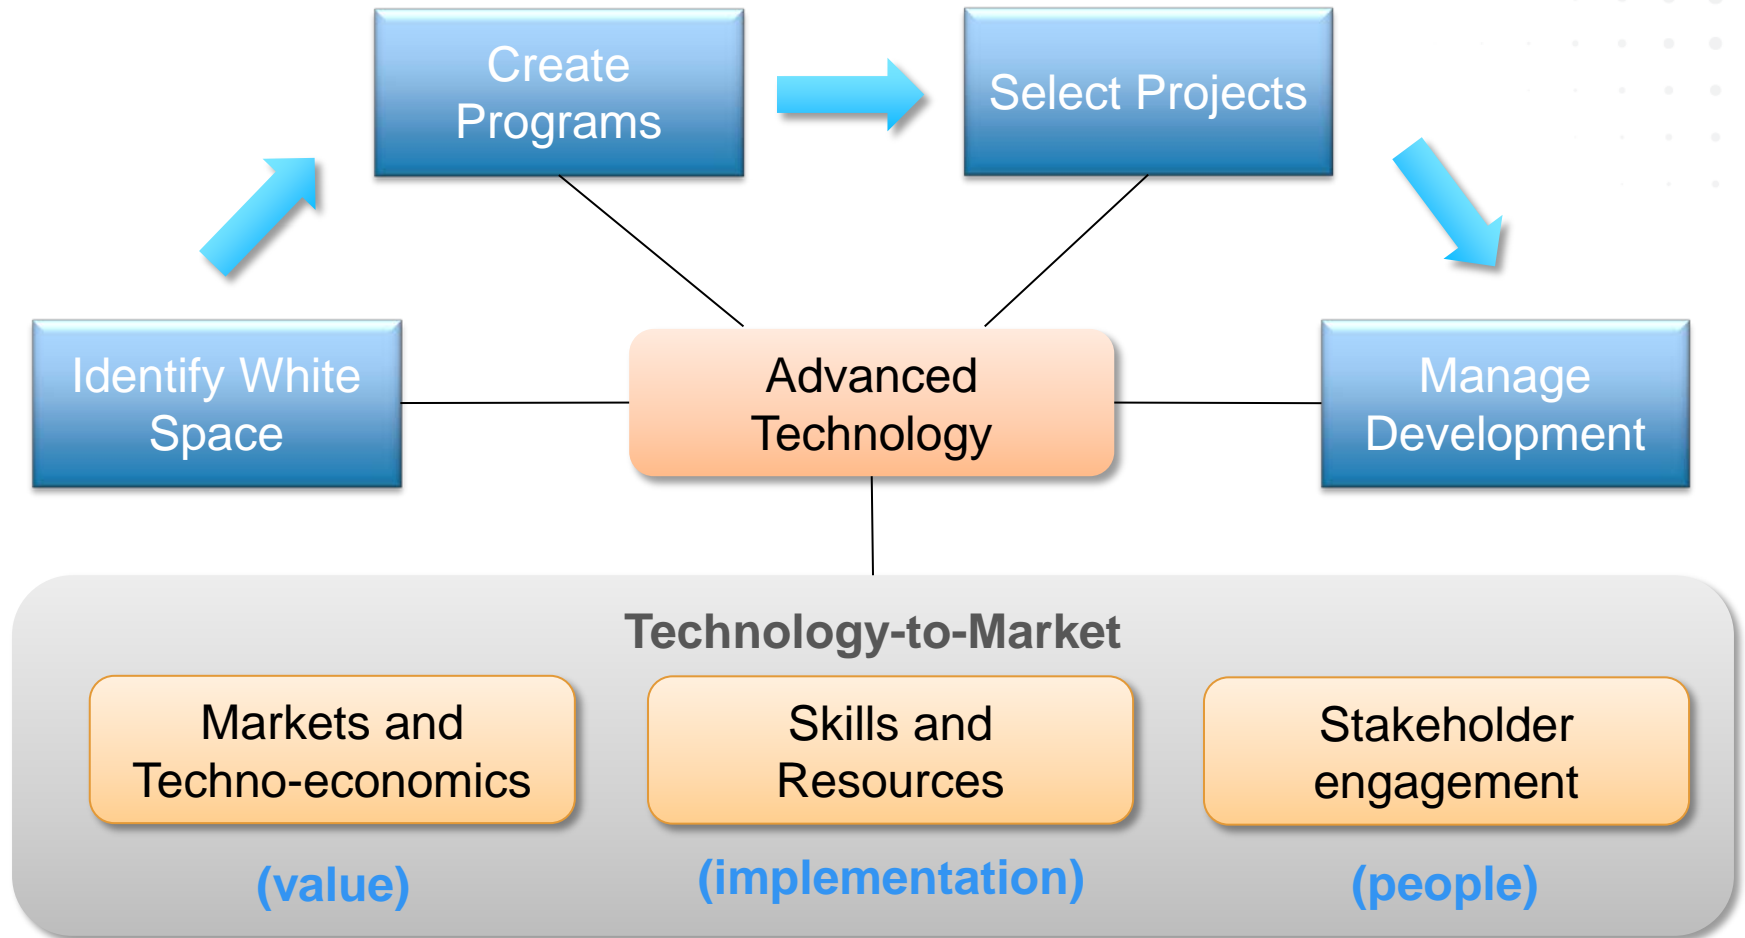 Create
Programs
Select Projects
Identify White
Space
Advanced
Technology
Manage
Development
Technology-to-Market
Markets and
Techno-economics
Skills and
Resources
Stakeholder
engagement
(value)
(implementation)
(people)